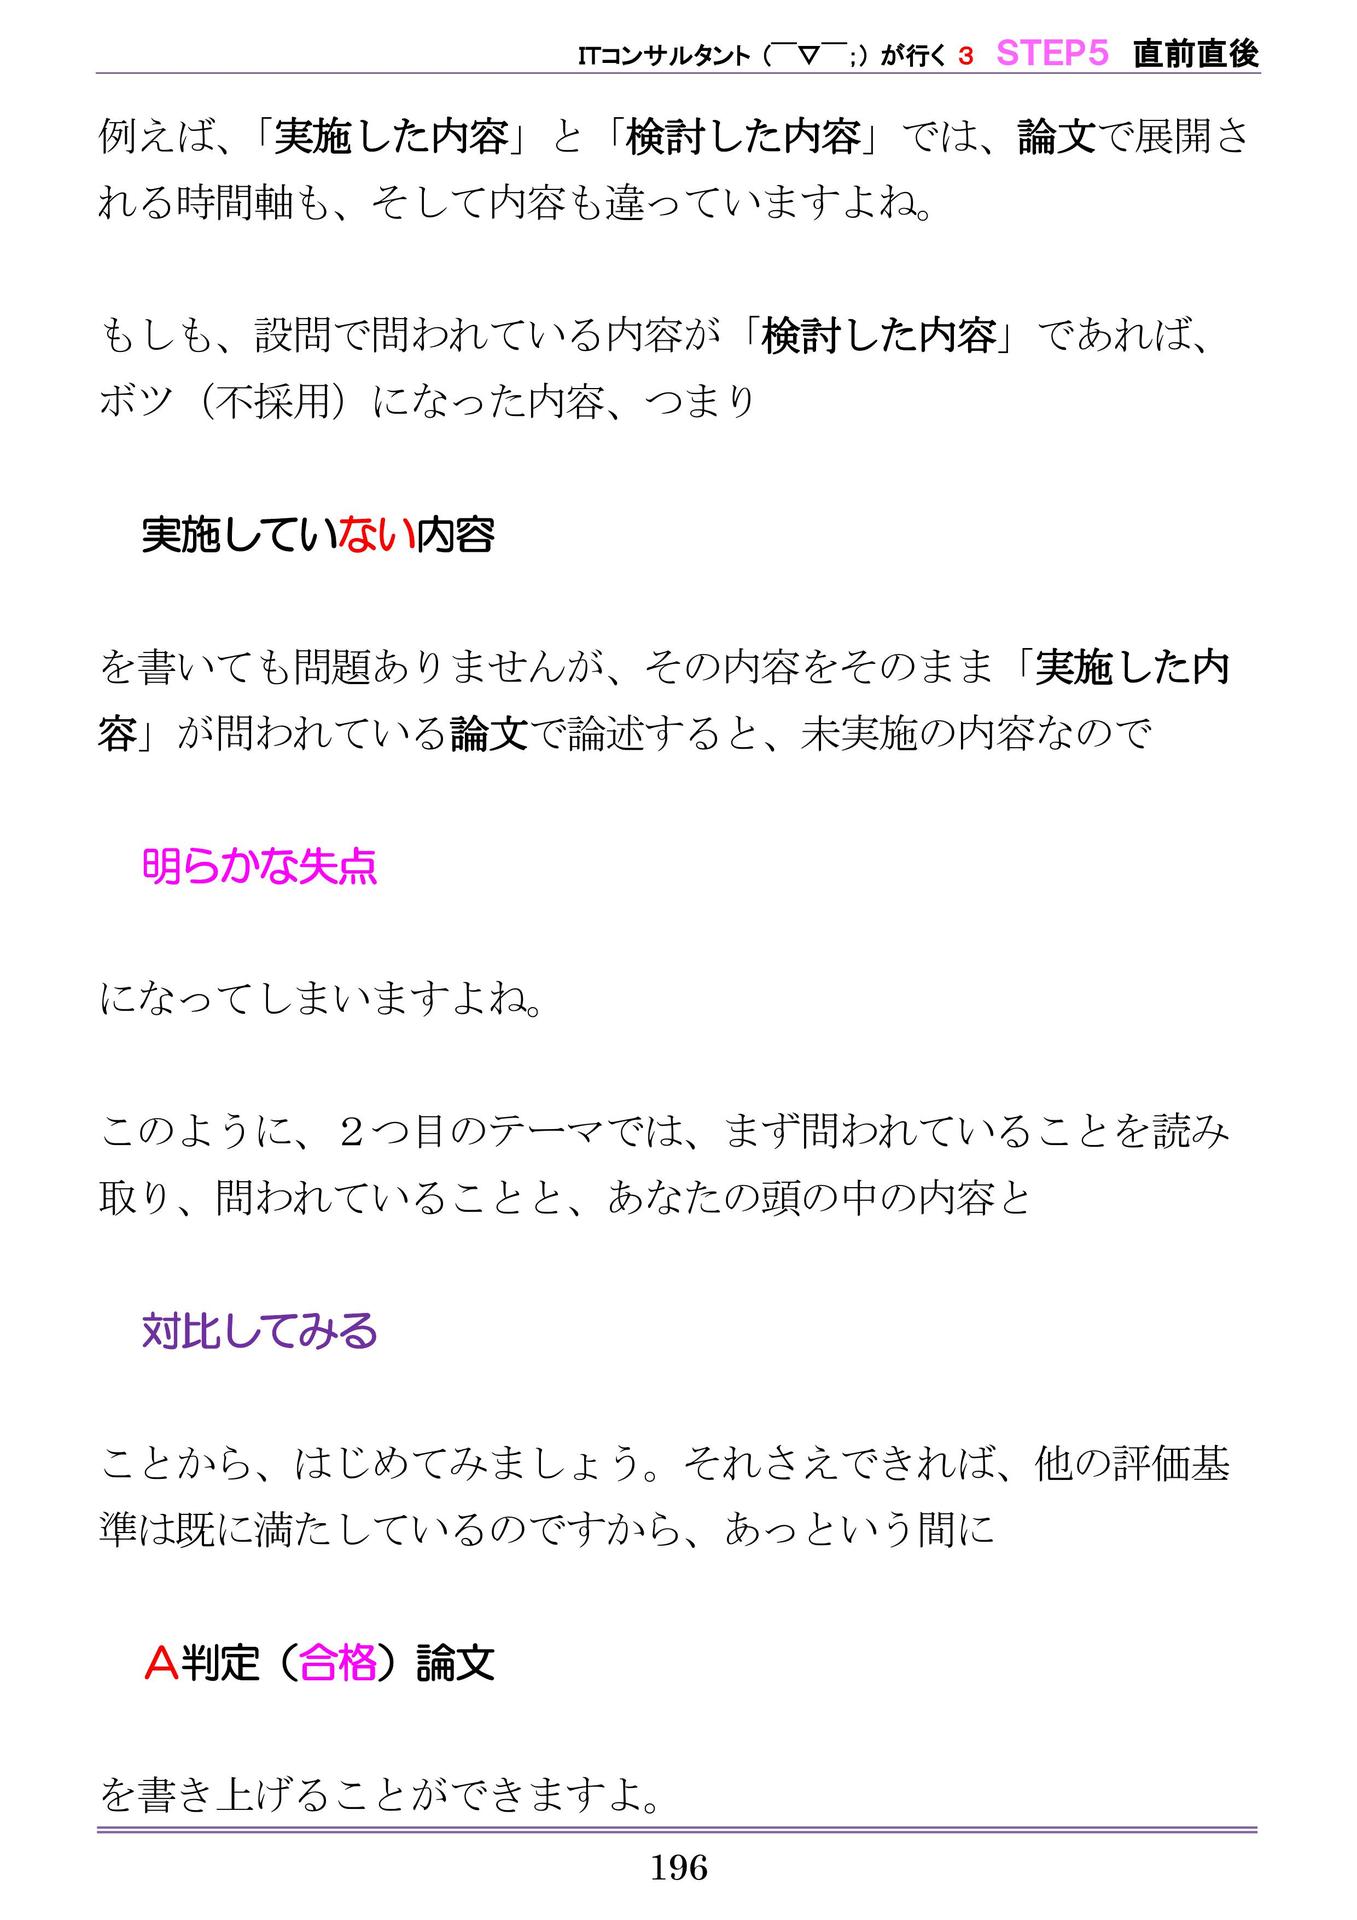 ITコンサルタント（￣▽￣；）が行く 3 STEP5 直前直後
例えば、「実施した内容」と「検討した内容」では、論文で展開さ
れる時間軸も、そして内容も違っていますよね。
もしも、設問で問われている内容が「検討した内容」であれば、
ボツ（不採用）になった内容、つまり
実施していない内容
を書いても問題ありませんが、その内容をそのまま「実施した内
容」が問われている論文で論述すると、未実施の内容なので
明らかな失点
になってしまいますよね。
このように、２つ目のテーマでは、まず問われていることを読み
取り、問われていることと、あなたの頭の中の内容と
対比してみる
ことから、はじめてみましょう。それさえできれば、他の評価基
準は既に満たしているのですから、あっという間に
Ａ判定（合格）論文
を書き上げることができますよ。
196